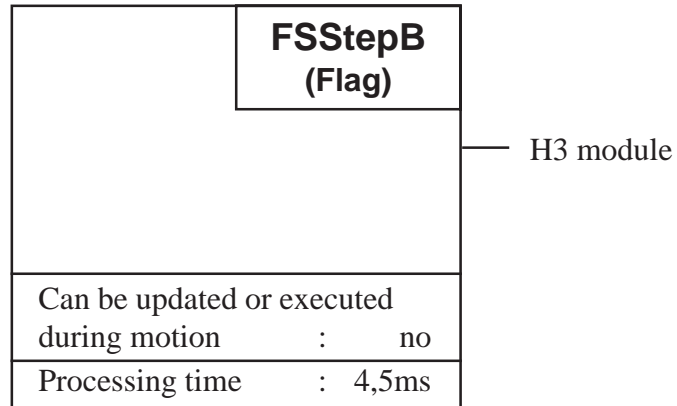 FSStepB
(Flag)
H3 module
Can be updated or executed
during motion : no
Processing time : 4,5ms